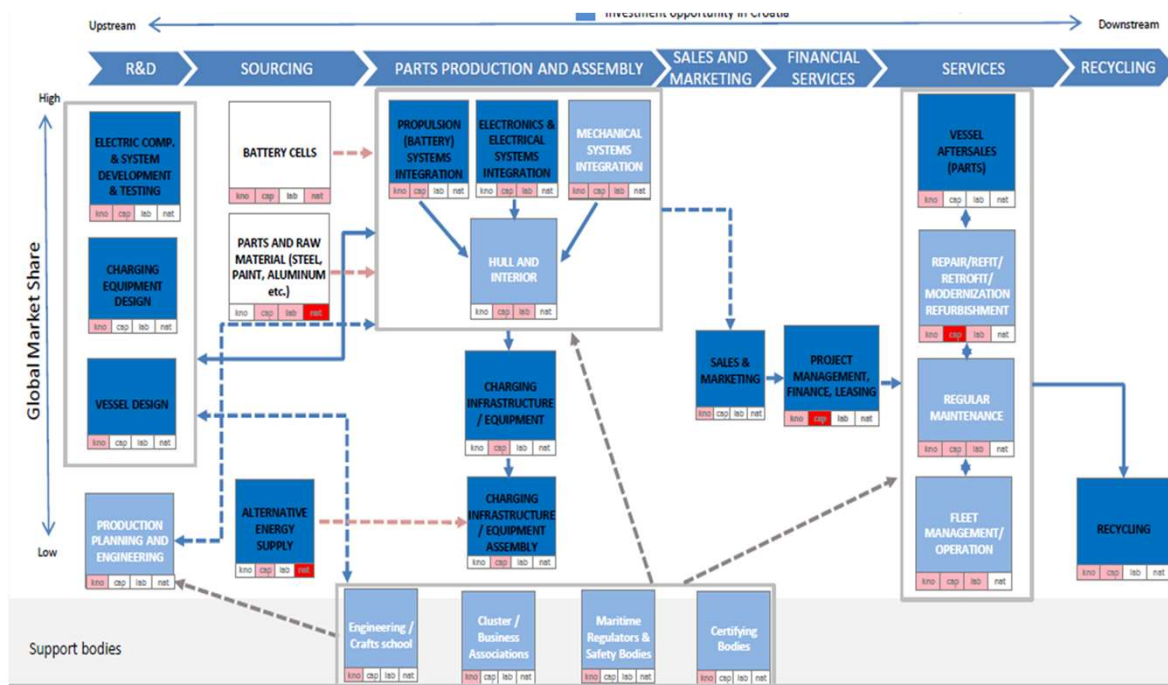 Investment opportunity in Croatia
Upstream
Downstream
R&D
SOURCING
PARTS PRODUCTION AND ASSEMBLY
SALES AND
MARKETING
FINANCIAL
SERVICES
SERVICES
RECYCLING
High
Global Market Share
Low
ELECTRIC COMP.
& SYSTEM
DEVELOPMENT
& TESTING
kno cap lab nat
CHARGING
EQUIPMENT
DESIGN
kno cap lab nat
VESSEL DESIGN
kno cap lab nat
PRODUCTION
PLANNING AND
ENGINEERING
kno cap lab nat
BATTERY CELLS
kno cap lab nat
PARTS AND RAW
MATERIAL (STEEL,
PAINT, ALUMINUM
etc.)
kno cap lab nat
ALTERNATIVE
ENERGY
SUPPLY
kno cap lab nat
PROPULSION
(BATTERY)
SYSTEMS
INTEGRATION
kno cap lab nat
ELECTRONICS &
ELECTRICAL
SYSTEMS
INTEGRATION
kno cap lab nat
MECHANICAL
SYSTEMS
INTEGRATION
kno cap lab nat
HULL AND
INTERIOR
kno cap lab nat
CHARGING
INFRASTRUCTURE
/ EQUIPMENT
kno cap lab nat
CHARGING
INFRASTRUCTURE
/ EQUIPMENT
ASSEMBLY
kno cap lab nat
SALES &
MARKETING
kno cap lab nat
PROJECT
MANAGEMENT,
FINANCE, LEASING
kno cap lab nat
VESSEL
AFTERSALES
(PARTS)
kno cap lab nat
REPAIR/REFIT/
RETROFIT/
MODERNIZATION
REFURBISHMENT
kno cap lab nat
REGULAR
MAINTENANCE
kno cap lab nat
FLEET
MANAGEMENT/
OPERATION
kno cap lab nat
RECYCLING
kno cap lab nat
Support bodies
Engineering /
Crafts school
kno cap lab nat
Cluster /
Business
Associations
kno cap lab nat
Maritime
Regulators &
Safety Bodies
kno cap lab nat
Certifying
Bodies
kno cap lab nat